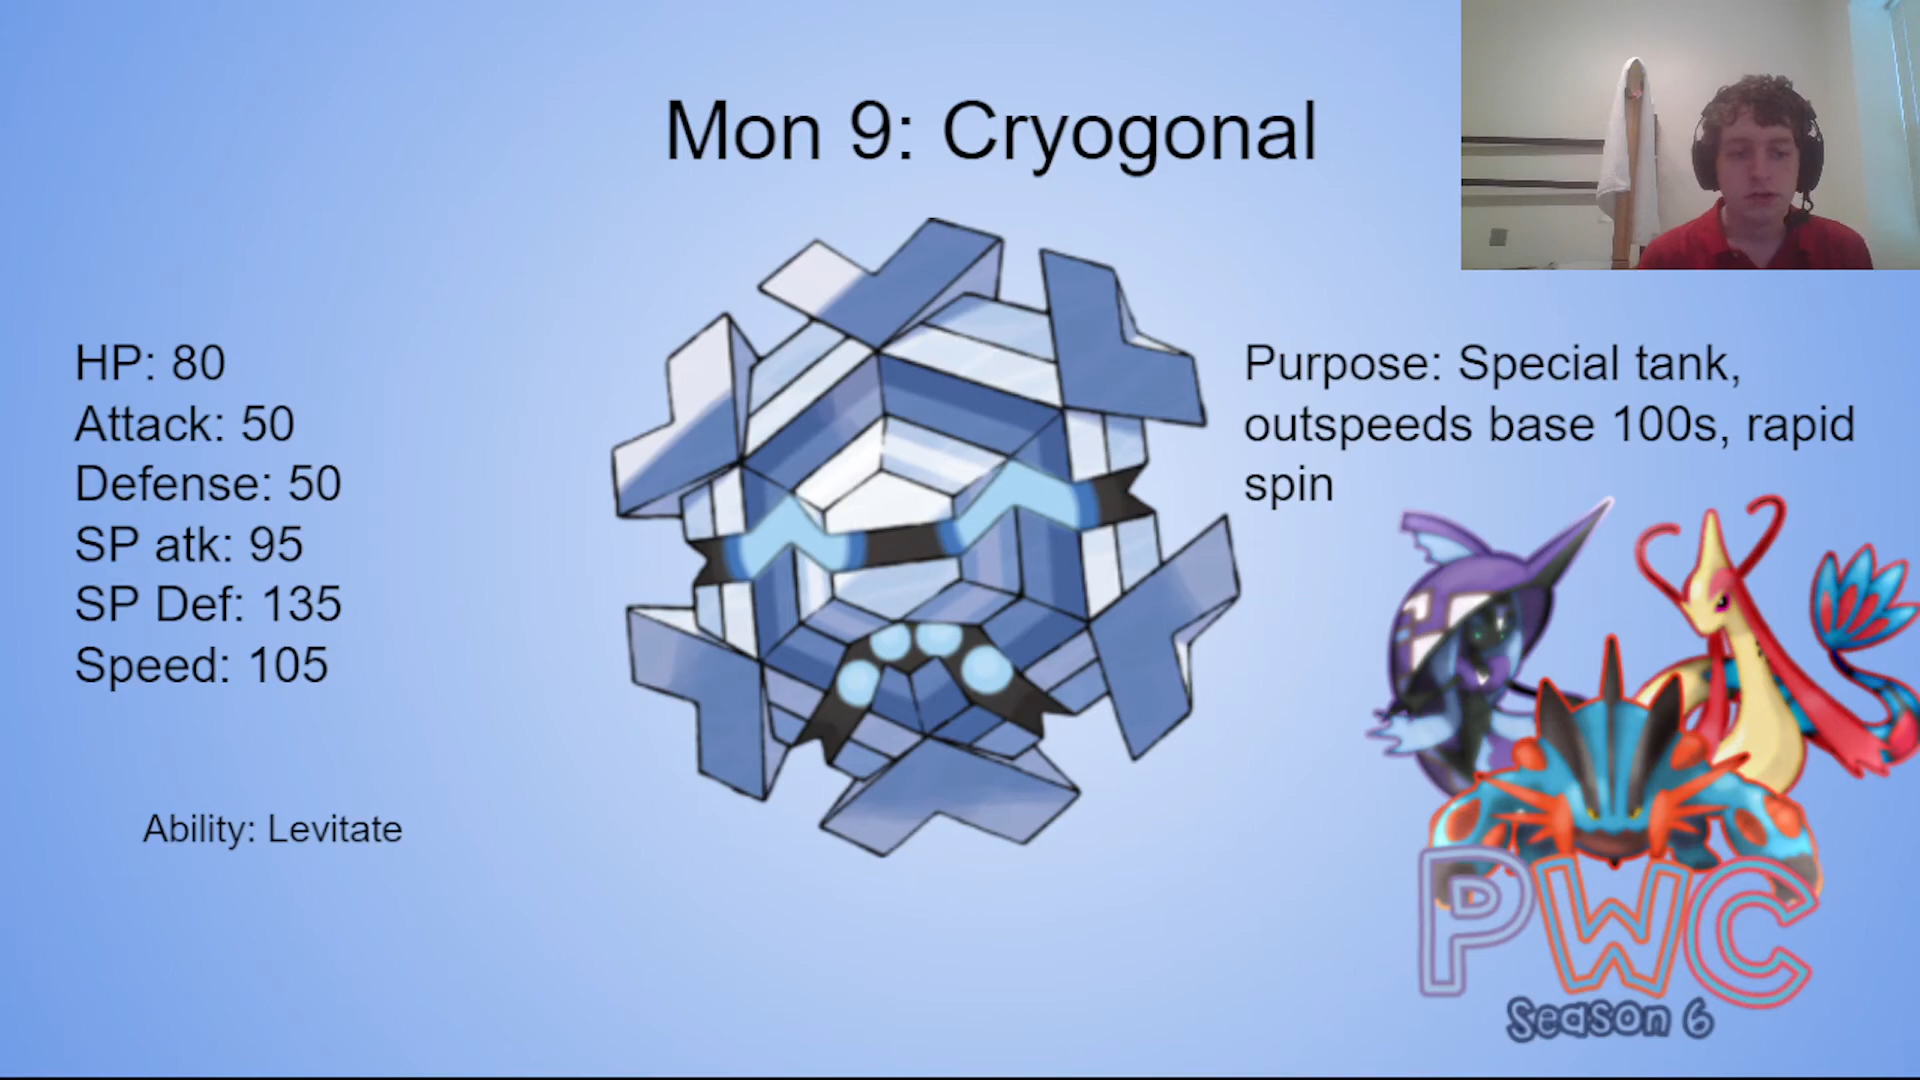 Mon 9: Cryogonal
HP: 80
Attack: 50
Defense: 50
SP atk: 95
SP Def: 135
Speed: 105
Ability: Levitate
Purpose: Special tank,
outspeeds base 100s, rapid
spin
PWC
Season 6